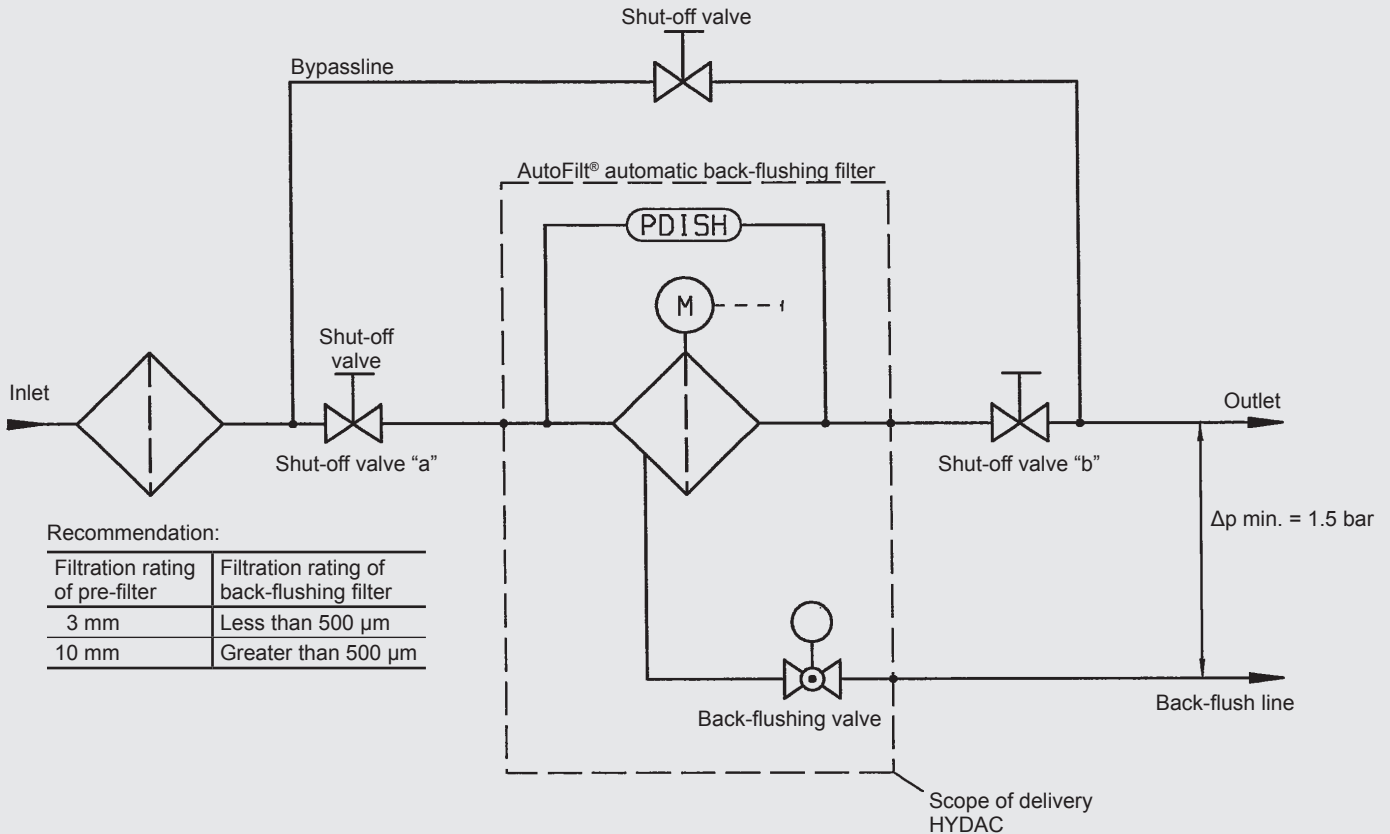 Shut-off valve
Bypassline
AutoFilt® automatic back-flushing filter
PDISH
M
Shut-off
valve
Inlet
Outlet
Shut-off valve “a”
Shut-off valve “b”
Δp min. = 1.5 bar
Recommendation:
Filtration rating
of pre-filter
Filtration rating of
back-flushing filter
3 mm
Less than 500 µm
10 mm
Greater than 500 µm
Back-flushing valve
Back-flush line
Scope of delivery
HYDAC